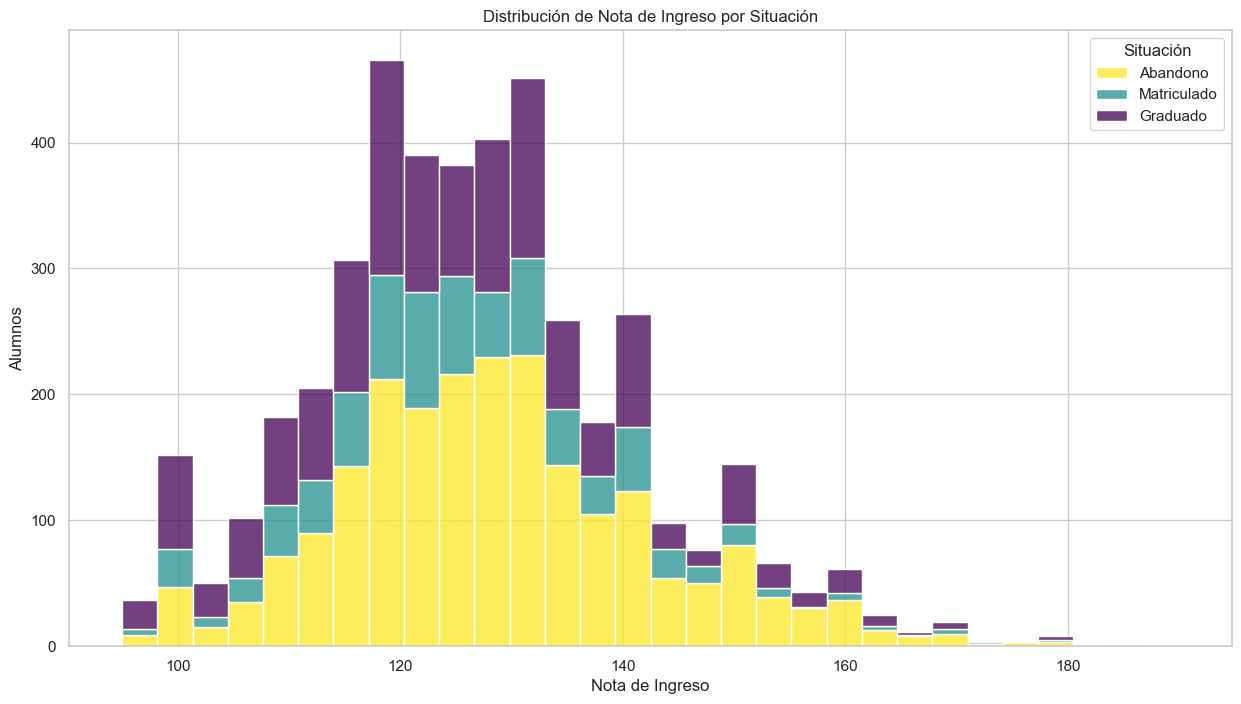 Distribución de Nota de Ingreso por Situación
Situación
Abandono
Matriculado
Graduado
400
300
200
100
0
Alumnos
100
120
140
160
180
Nota de Ingreso